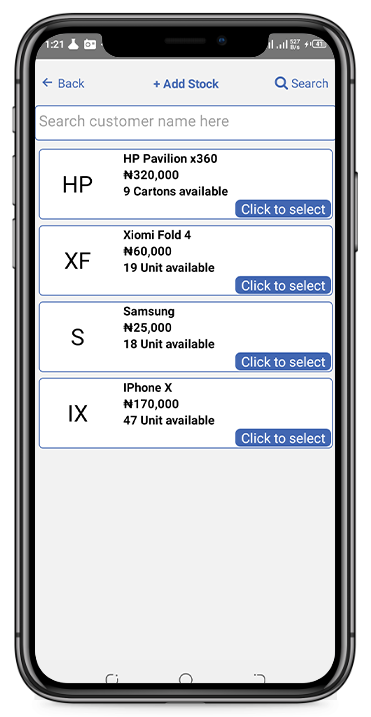 1:21
Back
+ Add Stock
Search
Search customer name here
HP
HP Pavilion x360
₦320,000
9 Cartons available
Click to select
XF
Xiomi Fold 4
₦60,000
19 Unit available
Click to select
S
Samsung
₦25,000
18 Unit available
Click to select
IX
IPhone X
₦170,000
47 Unit available
Click to select